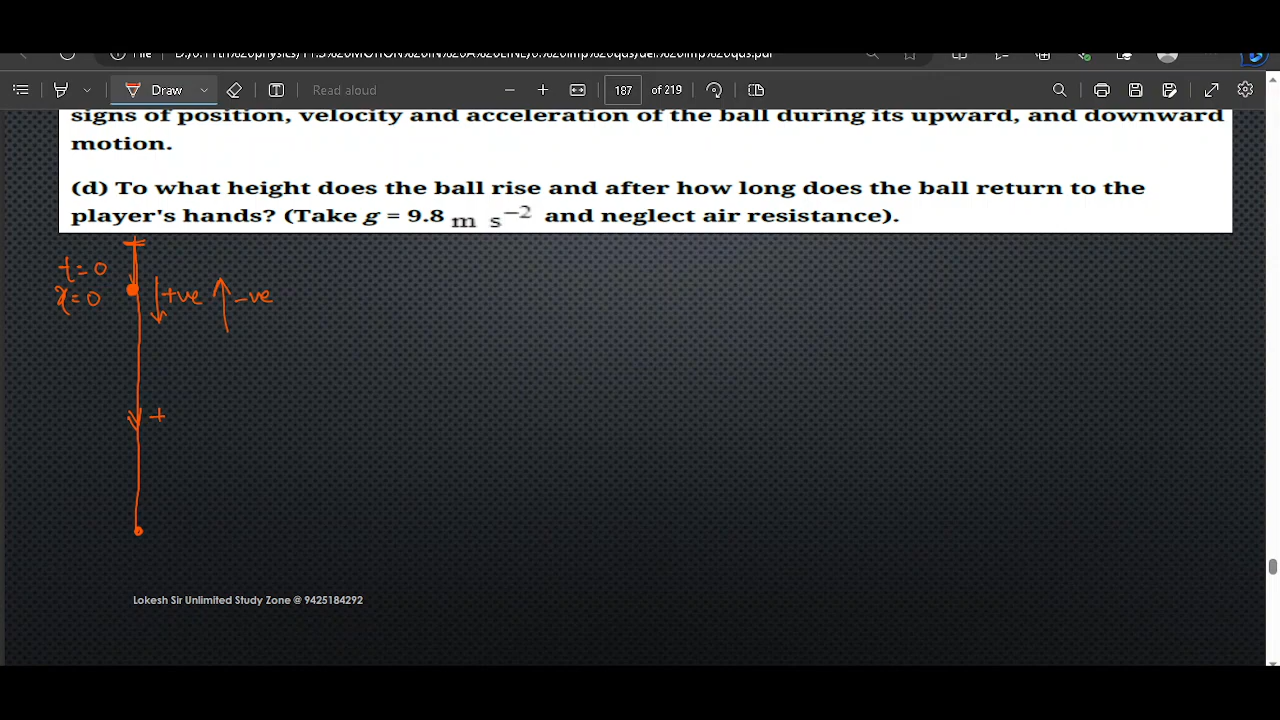 Draw
Read aloud
187 of 219
signs of position, velocity and acceleration of the ball during its upward, and downward
motion.
(d) To what height does the ball rise and after how long does the ball return to the
player's hands? (Take g = 9.8 m s⁻² and neglect air resistance).
t=0
x=0
+ve -ve
+
Lokesh Sir Unlimited Study Zone @ 9425184292